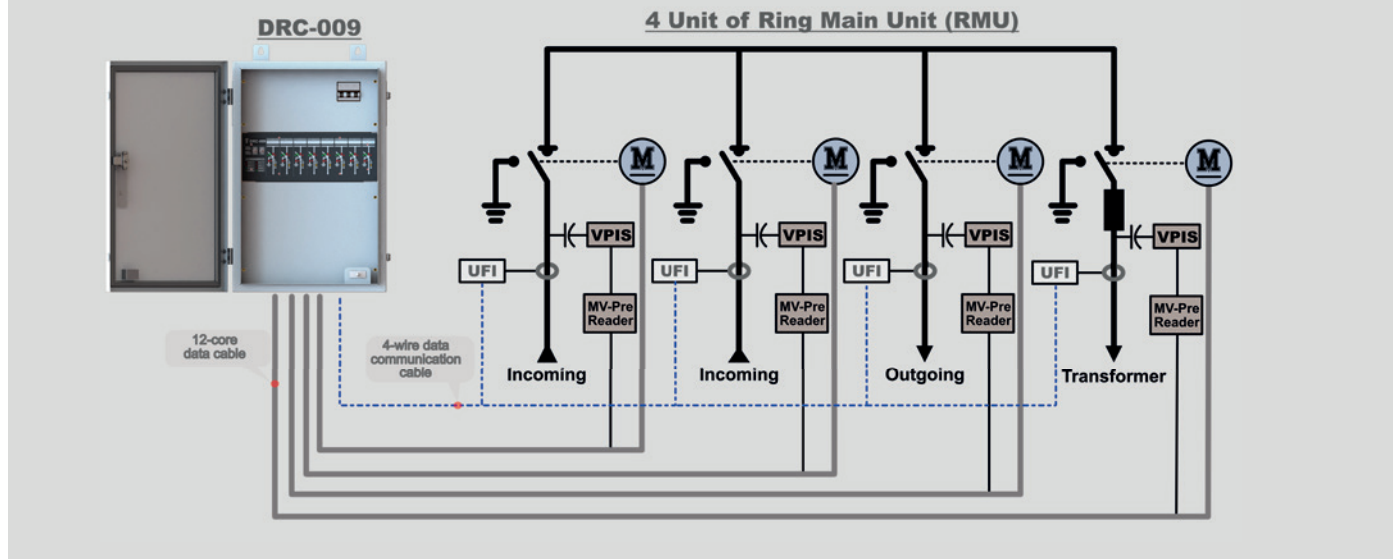 DRC-009
4 Unit of Ring Main Unit (RMU)
M
M
M
M
VPIS
VPIS
VPIS
VPIS
UFI
UFI
UFI
UFI
MV-Pre
Reader
MV-Pre
Reader
MV-Pre
Reader
MV-Pre
Reader
12-core
data cable
4-wire data
communication
cable
Incoming
Incoming
Outgoing
Transformer